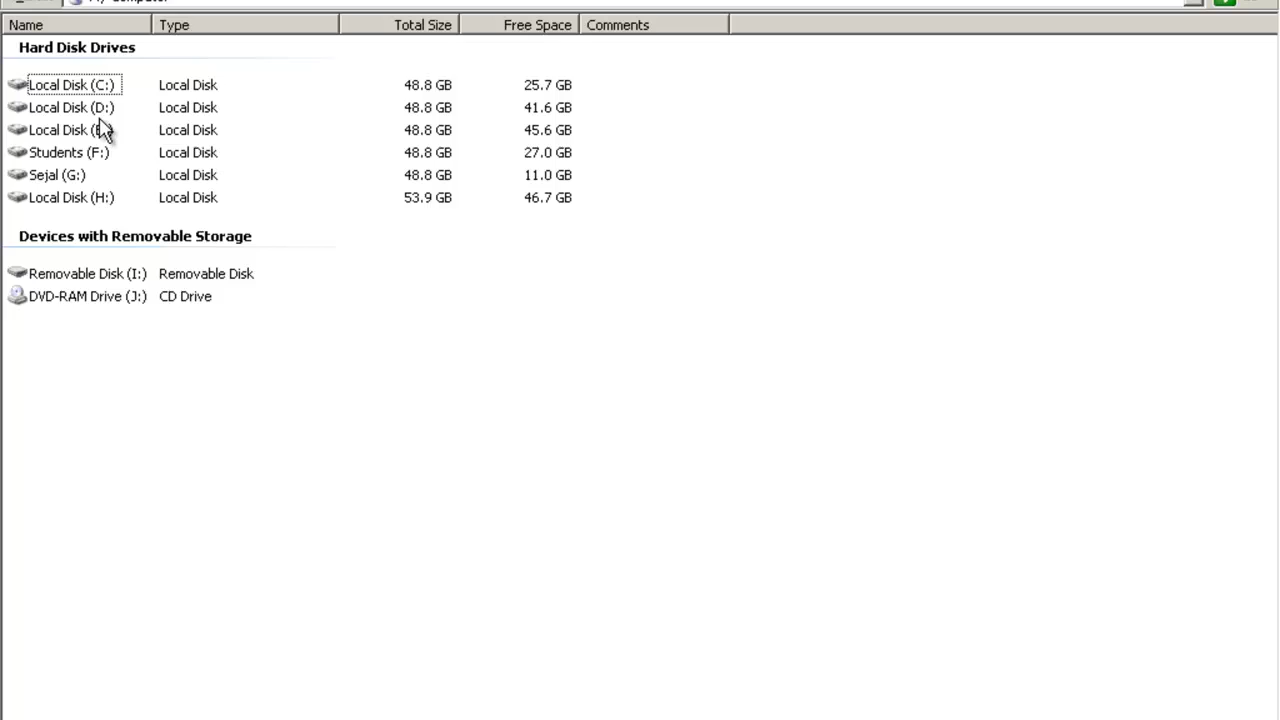 My Computer
Name Type Total Size Free Space Comments
Hard Disk Drives
Local Disk (C:) Local Disk 48.8 GB 25.7 GB
Local Disk (D:) Local Disk 48.8 GB 41.6 GB
Local Disk Local Disk 48.8 GB 45.6 GB
Students (F:) Local Disk 48.8 GB 27.0 GB
Sejal (G:) Local Disk 48.8 GB 11.0 GB
Local Disk (H:) Local Disk 53.9 GB 46.7 GB
Devices with Removable Storage
Removable Disk (I:) Removable Disk
DVD-RAM Drive (J:) CD Drive